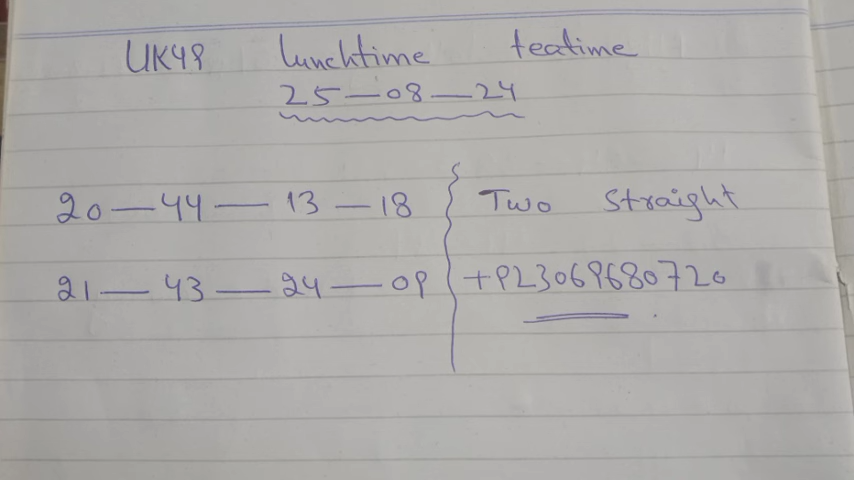 UK49 lunchtime teatime
25-08-24
20-44-13-18
21-43-24-09
Two Straight
+923069680720